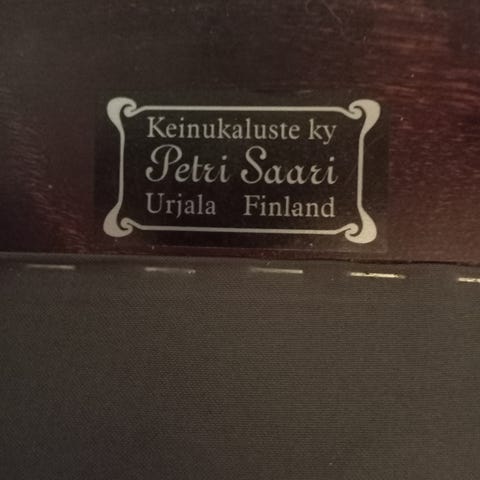 Keinukaluste ky
Petri Saari
Urjala Finland